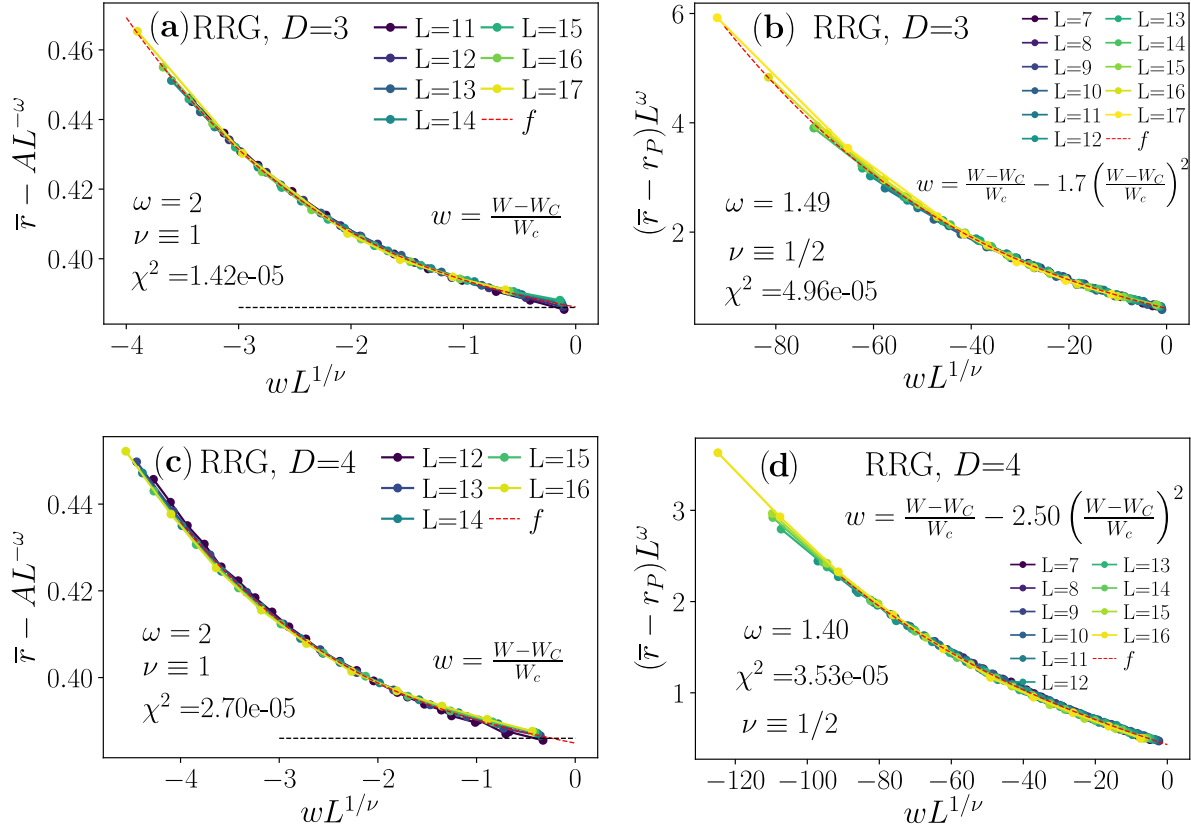 (a) RRG, D=3
L=11 L=15
L=12 L=16
L=13 L=17
L=14 f
ω = 2
ν ≡ 1
χ² =1.42e-05
w = (W−W_C)/W_c
r̅ − AL^{−ω}
0.46
0.44
0.42
0.40
−4 −3 −2 −1 0
wL^{1/ν}
(b) RRG, D=3
L=7 L=13
L=8 L=14
L=9 L=15
L=10 L=16
L=11 L=17
L=12 f
w = (W−W_C)/W_c − 1.7 ((W−W_C)/W_c)²
ω = 1.49
ν ≡ 1/2
χ² =4.96e-05
(r̅ − r_P)L^ω
6
4
2
−80 −60 −40 −20 0
wL^{1/ν}
(c) RRG, D=4
L=12 L=15
L=13 L=16
L=14 f
ω = 2
ν ≡ 1
χ² =2.70e-05
w = (W−W_C)/W_c
r̅ − AL^{−ω}
0.44
0.42
0.40
−4 −3 −2 −1 0
wL^{1/ν}
(d) RRG, D=4
w = (W−W_C)/W_c − 2.50 ((W−W_C)/W_c)²
L=7 L=13
L=8 L=14
L=9 L=15
L=10 L=16
L=11 f
L=12
ω = 1.40
χ² =3.53e-05
ν ≡ 1/2
(r̅ − r_P)L^ω
3
2
1
−120 −100 −80 −60 −40 −20 0
wL^{1/ν}